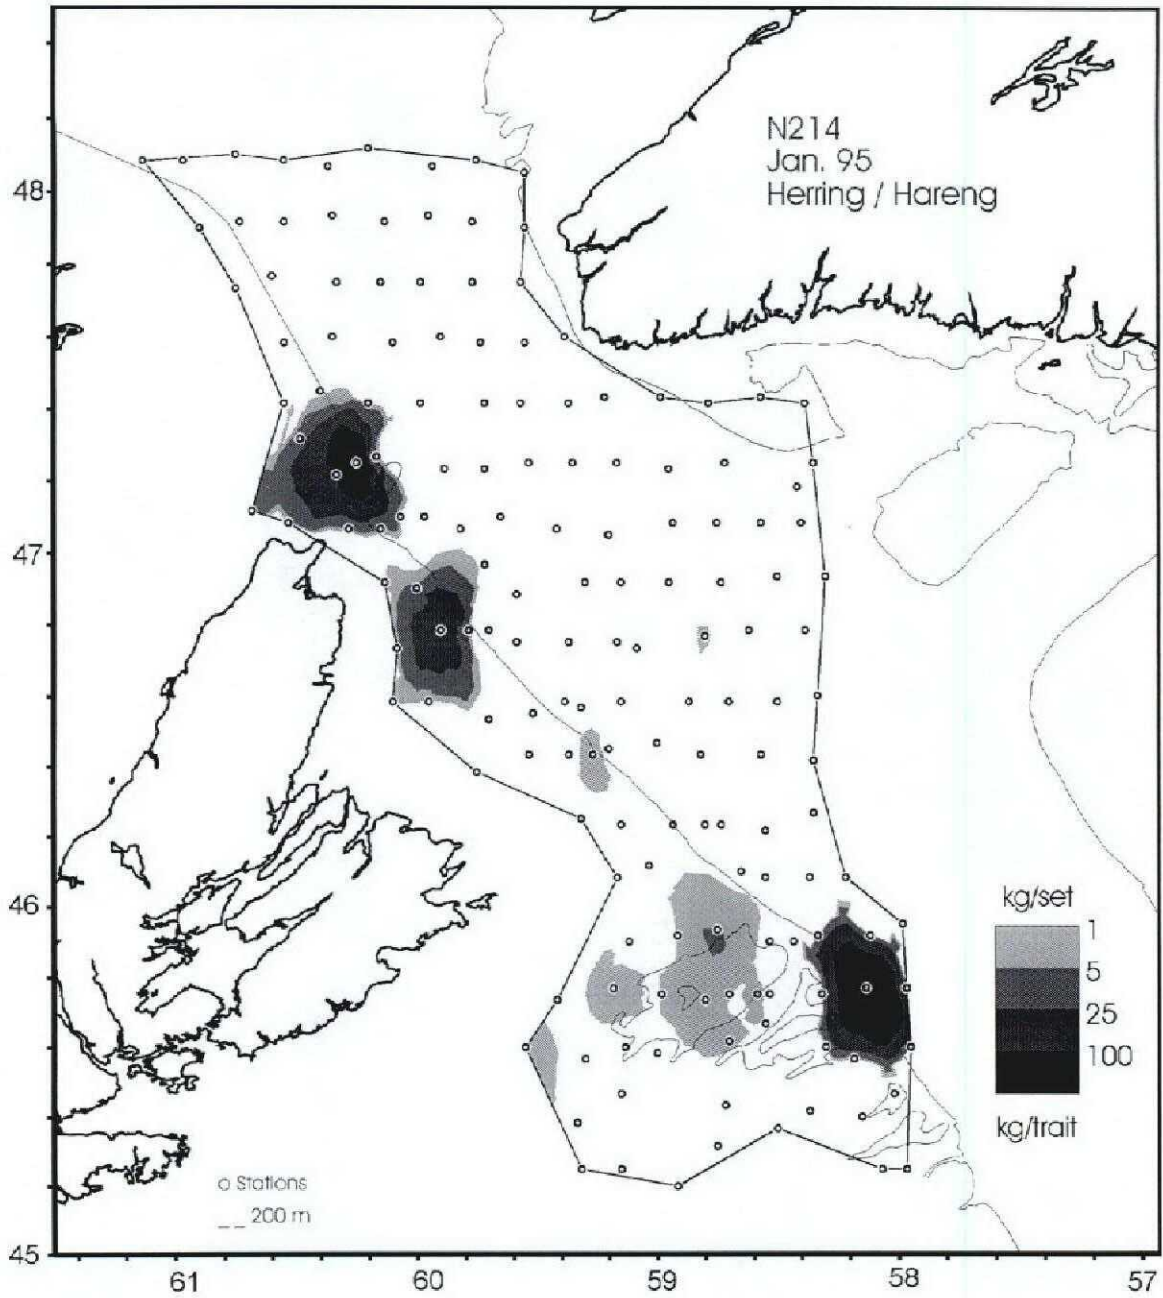 N214
Jan. 95
Herring / Hareng
48
47
46
45
kg/set
1
5
25
100
kg/trait
o Stations
__ 200 m
61
60
59
58
57